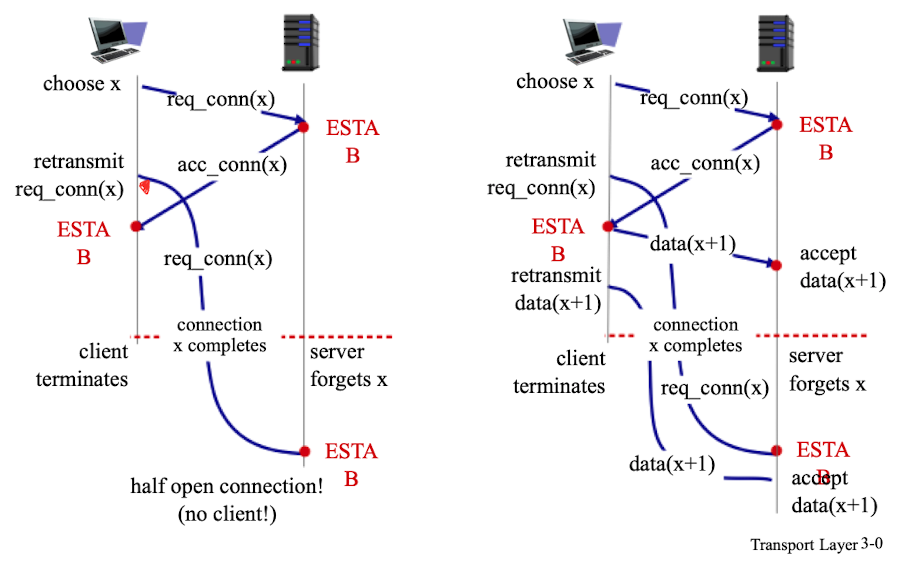 choose x
req_conn(x)
ESTA
B
retransmit
req_conn(x)
acc_conn(x)
ESTA
B
req_conn(x)
connection
x completes
client
terminates
server
forgets x
ESTA
B
half open connection!
(no client!)
choose x
req_conn(x)
ESTA
B
retransmit
req_conn(x)
acc_conn(x)
ESTA
B
data(x+1)
accept
data(x+1)
retransmit
data(x+1)
connection
x completes
client
terminates
server
forgets x
req_conn(x)
ESTA
B
data(x+1)
accept
data(x+1)
Transport Layer 3-0